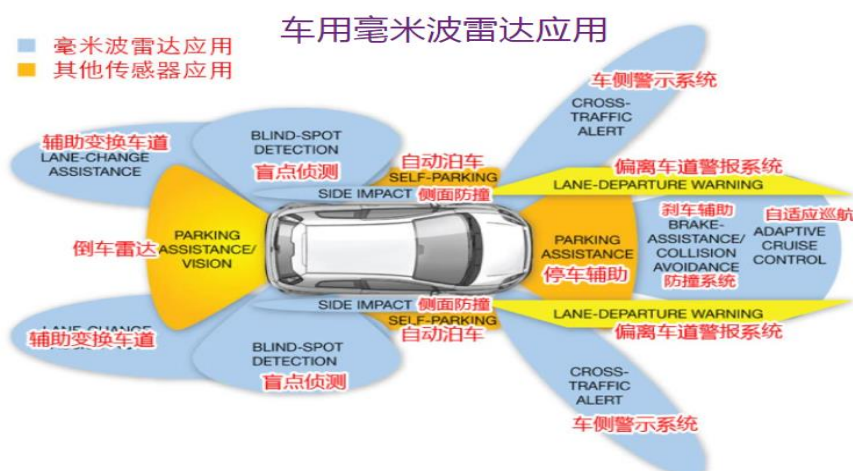 车用毫米波雷达应用
毫米波雷达应用
其他传感器应用
车侧警示系统
CROSS-
TRAFFIC
ALERT
辅助变换车道
LANE-CHANGE
ASSISTANCE
BLIND-SPOT
DETECTION
盲点侦测
自动泊车
SELF-PARKING
SIDE IMPACT 侧面防撞
偏离车道警报系统
LANE-DEPARTURE WARNING
倒车雷达
PARKING
ASSISTANCE/
VISION
PARKING
ASSISTANCE
停车辅助
刹车辅助
BRAKE-
ASSISTANCE/
COLLISION
AVOIDANCE
防撞系统
自适应巡航
ADAPTIVE
CRUISE
CONTROL
SIDE IMPACT 侧面防撞
SELF-PARKING
自动泊车
LANE-DEPARTURE WARNING
偏离车道警报系统
LANE-CHANGE
辅助变换车道
BLIND-SPOT
DETECTION
盲点侦测
CROSS-
TRAFFIC
ALERT
车侧警示系统